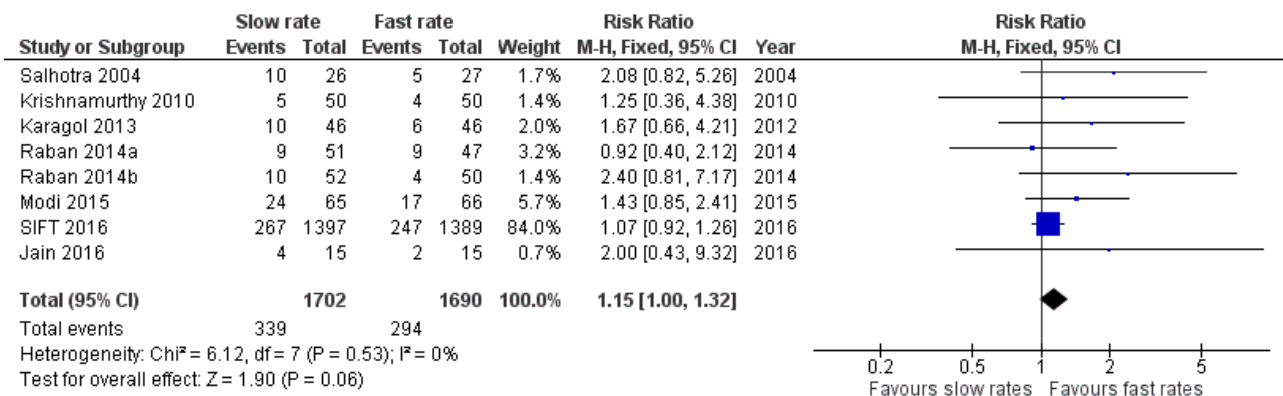 Slow rate Fast rate Risk Ratio Risk Ratio
Study or Subgroup Events Total Events Total Weight M-H, Fixed, 95% CI Year M-H, Fixed, 95% CI
Salhotra 2004 10 26 5 27 1.7% 2.08 [0.82, 5.26] 2004
Krishnamurthy 2010 5 50 4 50 1.4% 1.25 [0.36, 4.38] 2010
Karagol 2013 10 46 6 46 2.0% 1.67 [0.66, 4.21] 2012
Raban 2014a 9 51 9 47 3.2% 0.92 [0.40, 2.12] 2014
Raban 2014b 10 52 4 50 1.4% 2.40 [0.81, 7.17] 2014
Modi 2015 24 65 17 66 5.7% 1.43 [0.85, 2.41] 2015
SIFT 2016 267 1397 247 1389 84.0% 1.07 [0.92, 1.26] 2016
Jain 2016 4 15 2 15 0.7% 2.00 [0.43, 9.32] 2016
Total (95% CI) 1702 1690 100.0% 1.15 [1.00, 1.32]
Total events 339 294
Heterogeneity: Chi² = 6.12, df = 7 (P = 0.53); I² = 0%
Test for overall effect: Z = 1.90 (P = 0.06)
0.2 0.5 1 2 5
Favours slow rates Favours fast rates